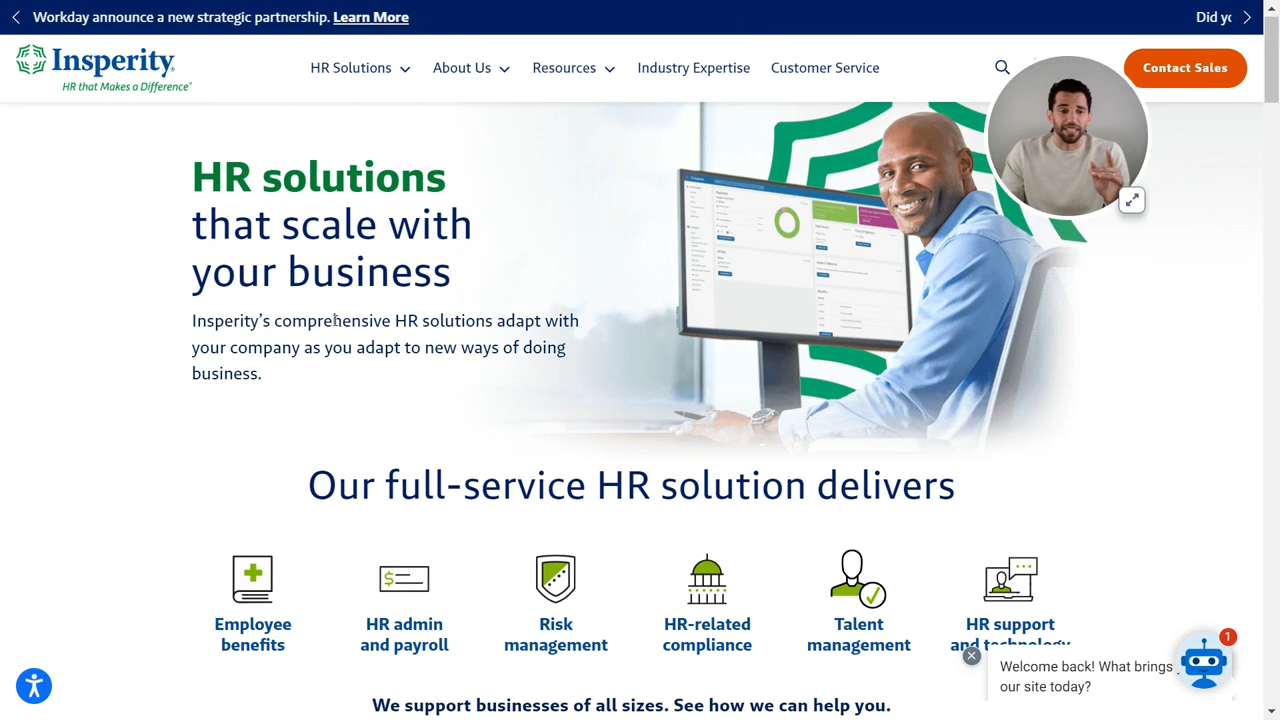 Workday announce a new strategic partnership. Learn More
Did yo
Insperity
HR that Makes a Difference
HR Solutions
About Us
Resources
Industry Expertise
Customer Service
Contact Sales
HR solutions
that scale with
your business
Insperity's comprehensive HR solutions adapt with
your company as you adapt to new ways of doing
business.
Our full-service HR solution delivers
Employee
benefits
HR admin
and payroll
Risk
management
HR-related
compliance
Talent
management
HR support
and technology
We support businesses of all sizes. See how we can help you.
1
Welcome back! What brings
our site today?